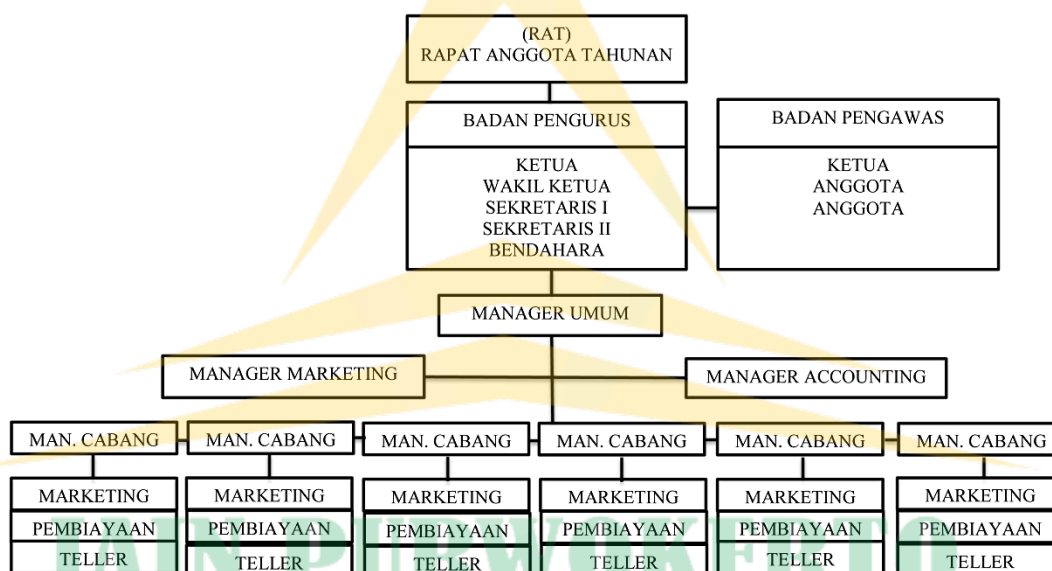 (RAT)
RAPAT ANGGOTA TAHUNAN
BADAN PENGURUS
KETUA
WAKIL KETUA
SEKRETARIS I
SEKRETARIS II
BENDAHARA
BADAN PENGAWAS
KETUA
ANGGOTA
ANGGOTA
MANAGER UMUM
MANAGER MARKETING
MANAGER ACCOUNTING
MAN. CABANG
MAN. CABANG
MAN. CABANG
MAN. CABANG
MAN. CABANG
MAN. CABANG
MARKETING
PEMBIAYAAN
TELLER
MARKETING
PEMBIAYAAN
TELLER
MARKETING
PEMBIAYAAN
TELLER
MARKETING
PEMBIAYAAN
TELLER
MARKETING
PEMBIAYAAN
TELLER
MARKETING
PEMBIAYAAN
TELLER
IAIN PURWOKERTO